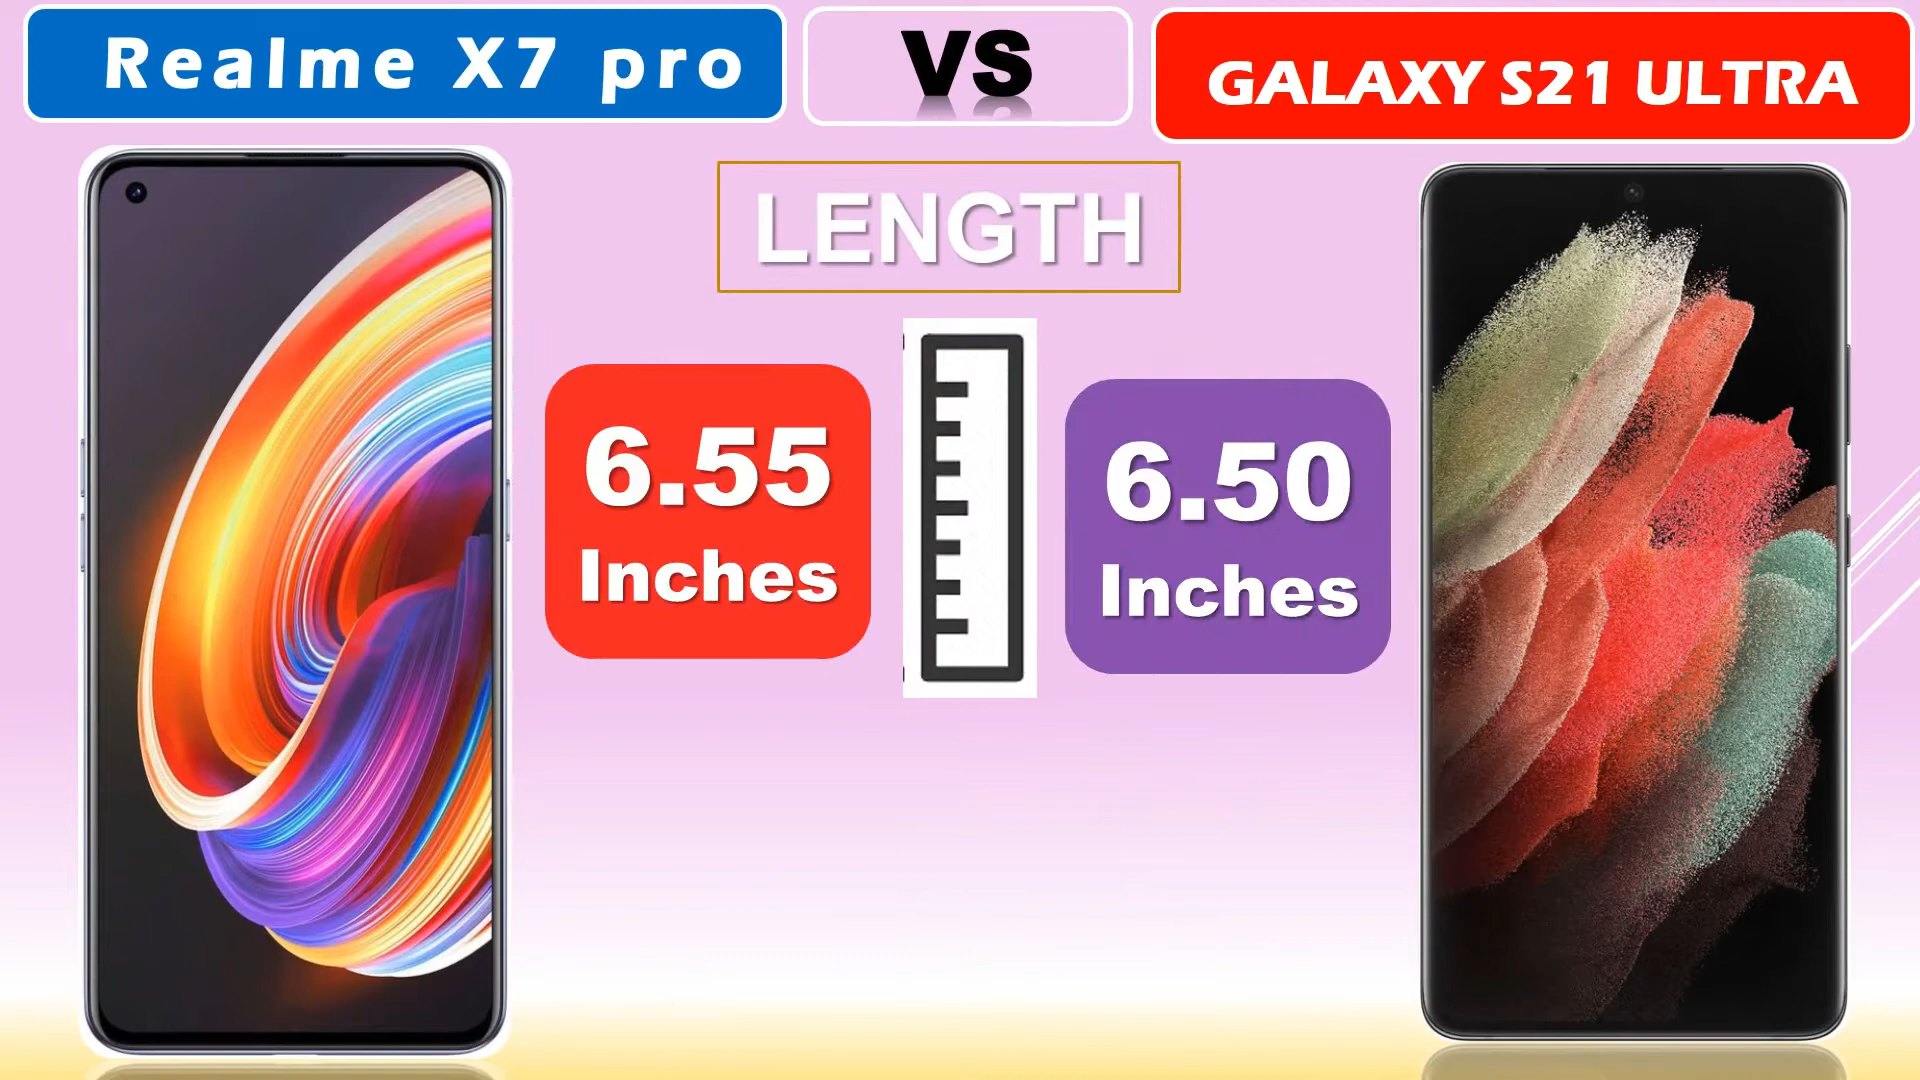 Realme X7 pro
VS
GALAXY S21 ULTRA
LENGTH
6.55
Inches
6.50
Inches